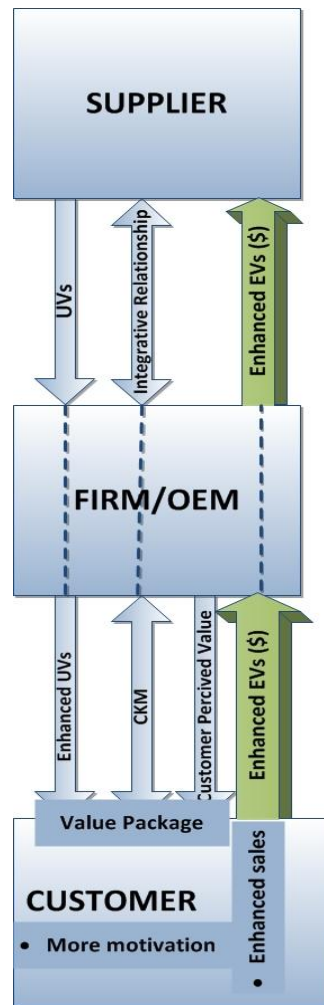 SUPPLIER
UVs
Integrative Relationship
Enhanced EVs ($)
FIRM/OEM
Enhanced UVs
CKM
Customer Percived Value
Enhanced EVs ($)
Value Package
CUSTOMER
• More motivation
• Enhanced sales